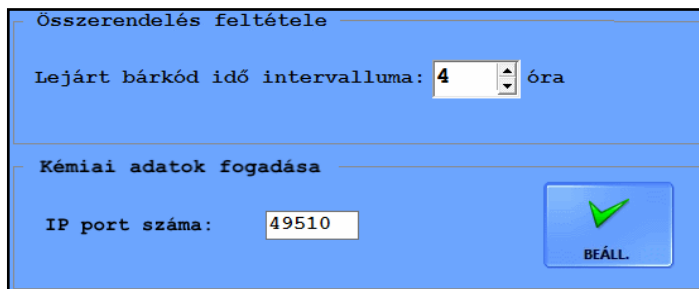 Összerendelés feltétele
Lejárt bárkód idő intervalluma: 4 óra
Kémiai adatok fogadása
IP port száma: 49510
BEÁLL.